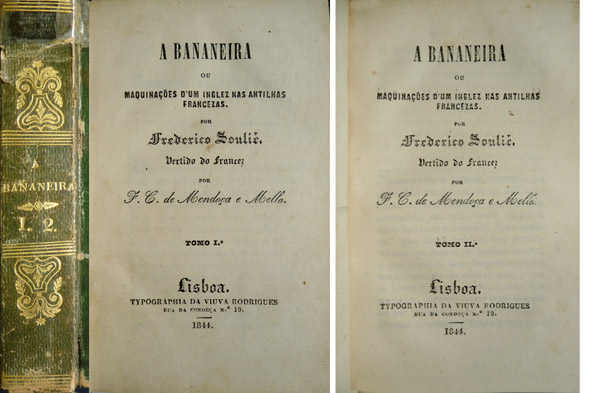 A
BANANEIRA
1. 2.
A BANANEIRA
OU
MAQUINAÇÕES D'UM INGLEZ NAS ANTILHAS
FRANCEZAS.
POR
Frederico Soulié.
Vertido do Francez
POR
F. C. de Mendoça e Mello.
TOMO I.º
Lisboa.
TYPOGRAPHIA DA VIUVA RODRIGUES
RUA DA CONDEÇA N.º 19.
1844.
A BANANEIRA
OU
MAQUINAÇÕES D'UM INGLEZ NAS ANTILHAS
FRANCEZAS.
POR
Frederico Soulié.
Vertido do Francez
POR
F. C. de Mendoça e Mello.
TOMO II.º
Lisboa.
TYPOGRAPHIA DA VIUVA RODRIGUES
RUA DA CONDEÇA N.º 19.
1844.